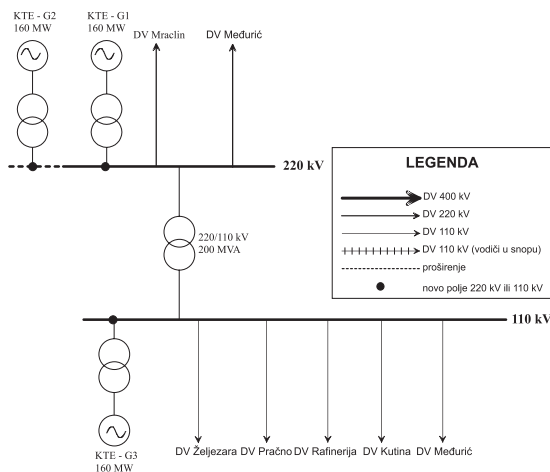 KTE - G2
160 MW
KTE - G1
160 MW
DV Mraclin
DV Međurić
220 kV
220/110 kV
200 MVA
LEGENDA
DV 400 kV
DV 220 kV
DV 110 kV
DV 110 kV (vodiči u snopu)
proširenje
novo polje 220 kV ili 110 kV
110 kV
KTE - G3
160 MW
DV Željezara
DV Pračno
DV Rafinerija
DV Kutina
DV Međurić